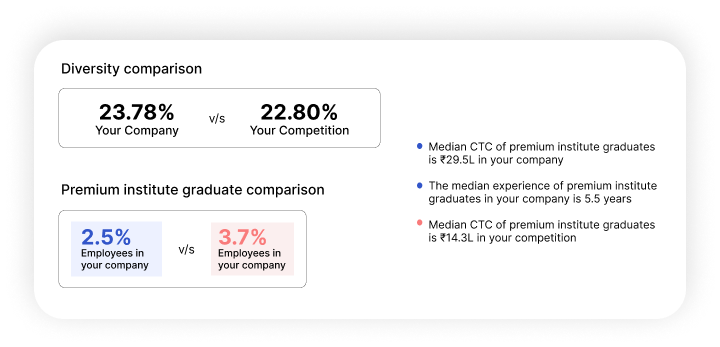 Diversity comparison
23.78%
Your Company
v/s
22.80%
Your Competition
Premium institute graduate comparison
2.5%
Employees in
your company
v/s
3.7%
Employees in
your company
Median CTC of premium institute graduates
is ₹29.5L in your company
The median experience of premium institute
graduates in your company is 5.5 years
Median CTC of premium institute graduates
is ₹14.3L in your competition